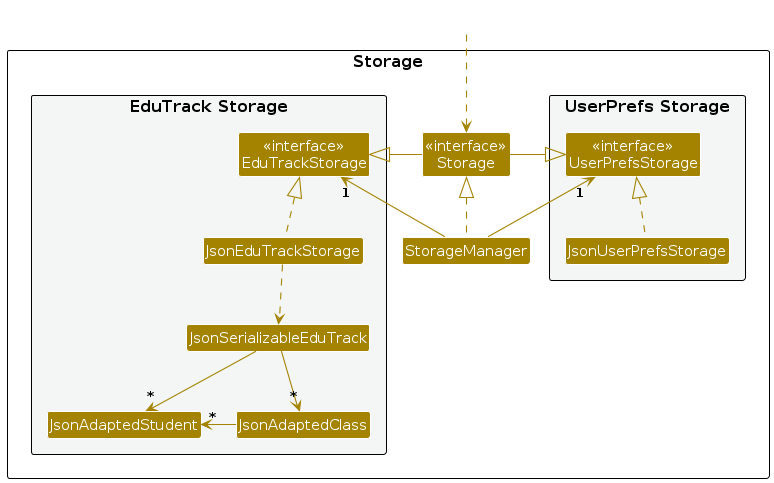 Storage
EduTrack Storage
UserPrefs Storage
«interface»
EduTrackStorage
«interface»
Storage
«interface»
UserPrefsStorage
1
1
JsonEduTrackStorage
StorageManager
JsonUserPrefsStorage
JsonSerializableEduTrack
*
*
JsonAdaptedStudent
*
JsonAdaptedClass